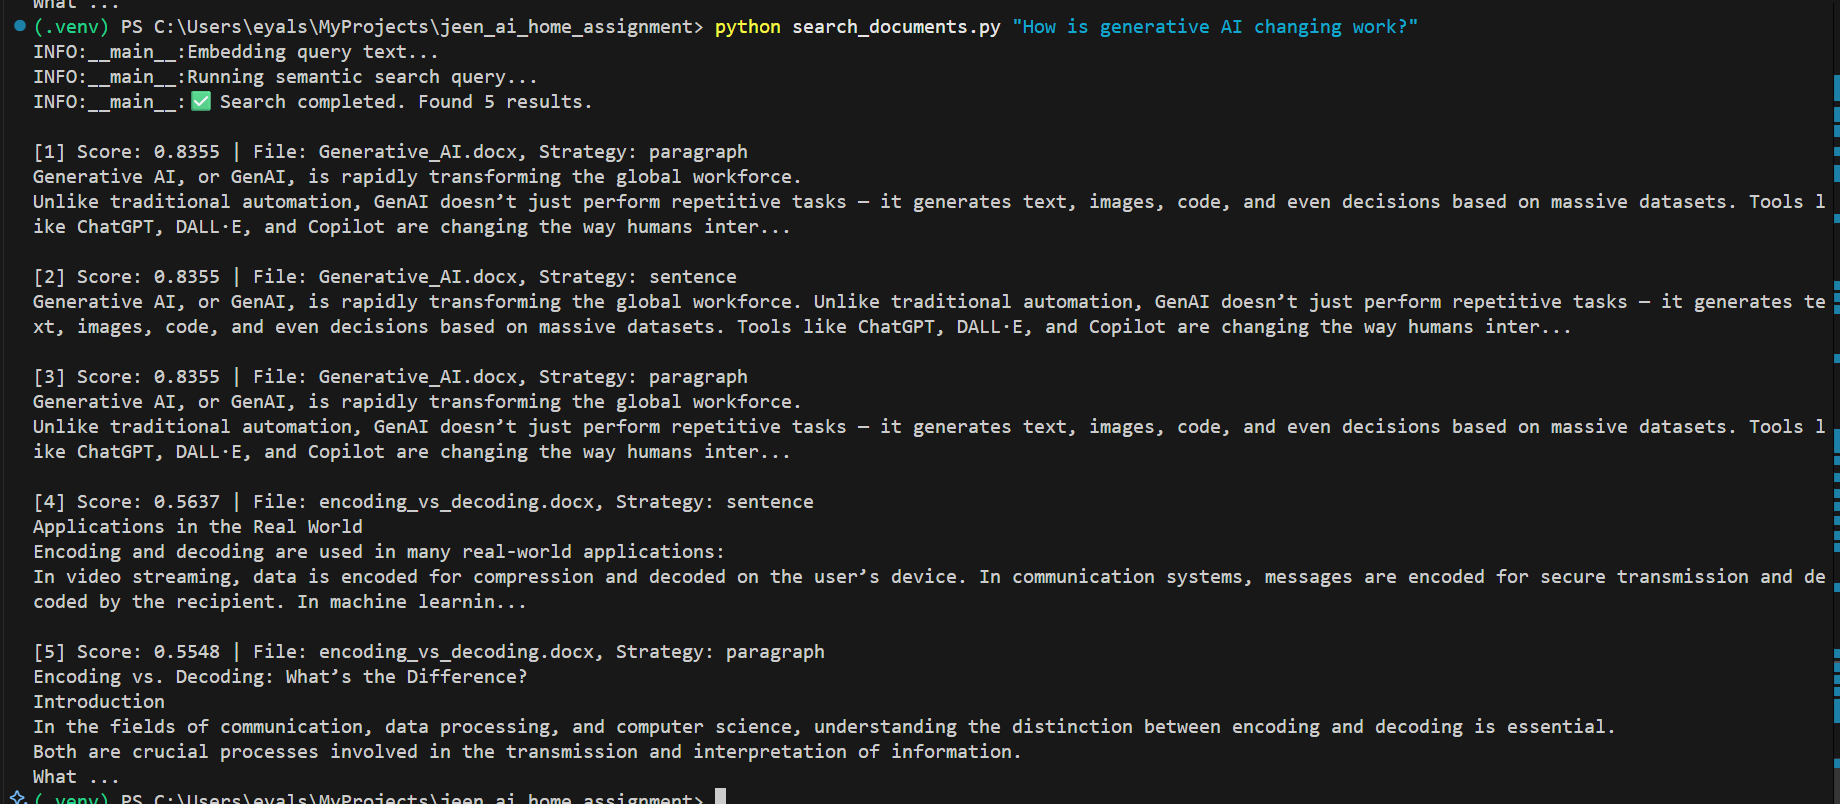 What ...
(.venv) PS C:\Users\eyals\MyProjects\jeen_ai_home_assignment> python search_documents.py "How is generative AI changing work?"
INFO:__main__:Embedding query text...
INFO:__main__:Running semantic search query...
INFO:__main__:✅ Search completed. Found 5 results.
[1] Score: 0.8355 | File: Generative_AI.docx, Strategy: paragraph
Generative AI, or GenAI, is rapidly transforming the global workforce.
Unlike traditional automation, GenAI doesn’t just perform repetitive tasks — it generates text, images, code, and even decisions based on massive datasets. Tools l
ike ChatGPT, DALL·E, and Copilot are changing the way humans inter...
[2] Score: 0.8355 | File: Generative_AI.docx, Strategy: sentence
Generative AI, or GenAI, is rapidly transforming the global workforce. Unlike traditional automation, GenAI doesn’t just perform repetitive tasks — it generates te
xt, images, code, and even decisions based on massive datasets. Tools like ChatGPT, DALL·E, and Copilot are changing the way humans inter...
[3] Score: 0.8355 | File: Generative_AI.docx, Strategy: paragraph
Generative AI, or GenAI, is rapidly transforming the global workforce.
Unlike traditional automation, GenAI doesn’t just perform repetitive tasks — it generates text, images, code, and even decisions based on massive datasets. Tools l
ike ChatGPT, DALL·E, and Copilot are changing the way humans inter...
[4] Score: 0.5637 | File: encoding_vs_decoding.docx, Strategy: sentence
Applications in the Real World
Encoding and decoding are used in many real-world applications:
In video streaming, data is encoded for compression and decoded on the user’s device. In communication systems, messages are encoded for secure transmission and de
coded by the recipient. In machine learnin...
[5] Score: 0.5548 | File: encoding_vs_decoding.docx, Strategy: paragraph
Encoding vs. Decoding: What’s the Difference?
Introduction
In the fields of communication, data processing, and computer science, understanding the distinction between encoding and decoding is essential.
Both are crucial processes involved in the transmission and interpretation of information.
What ...
(.venv) PS C:\Users\eyals\MyProjects\jeen_ai_home_assignment>